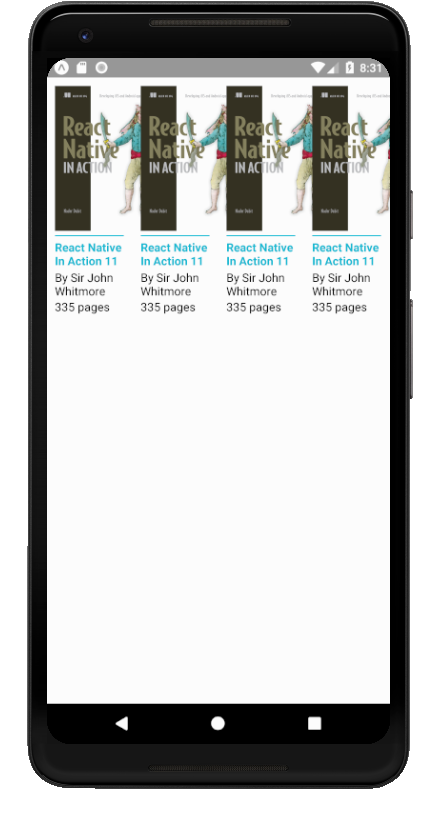 8:31
React
Native
IN ACTION
React
Native
IN ACTION
React
Native
IN ACTION
React
Native
IN ACTION
React Native
In Action 11
By Sir John
Whitmore
335 pages
React Native
In Action 11
By Sir John
Whitmore
335 pages
React Native
In Action 11
By Sir John
Whitmore
335 pages
React Native
In Action 11
By Sir John
Whitmore
335 pages